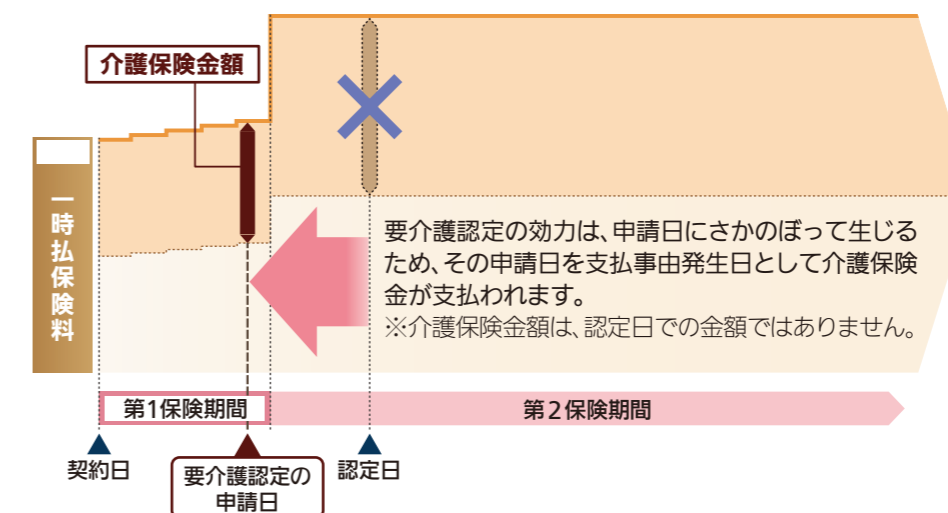 介護保険金額
一時払保険料
要介護認定の効力は、申請日にさかのぼって生じる
ため、その申請日を支払事由発生日として介護保険
金が支払われます。
※介護保険金額は、認定日での金額ではありません。
第1保険期間
第2保険期間
契約日
要介護認定の
申請日
認定日